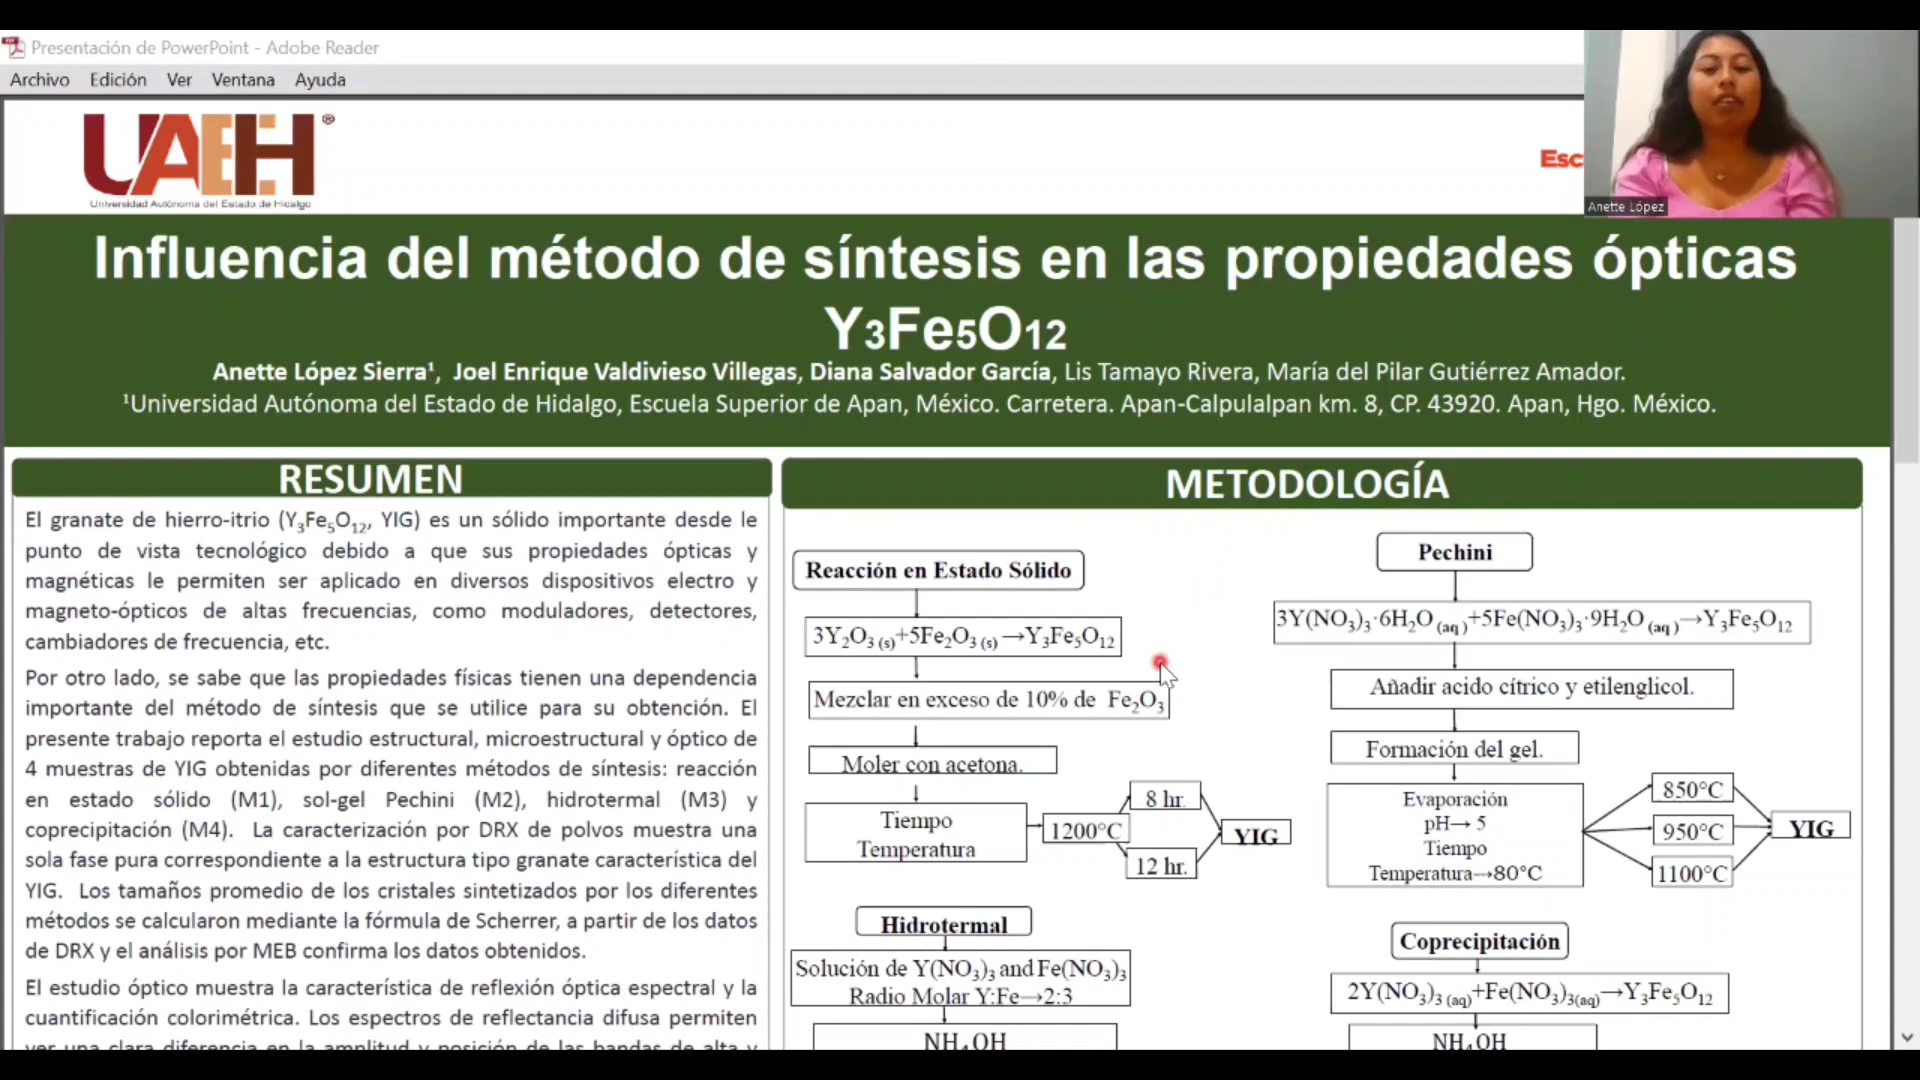 Presentación de PowerPoint - Adobe Reader
Archivo Edición Ver Ventana Ayuda
UAEH®
Universidad Autónoma del Estado de Hidalgo
Esc
Anette López
Influencia del método de síntesis en las propiedades ópticas
Y3Fe5O12
Anette López Sierra¹, Joel Enrique Valdivieso Villegas, Diana Salvador García, Lis Tamayo Rivera, María del Pilar Gutiérrez Amador.
¹Universidad Autónoma del Estado de Hidalgo, Escuela Superior de Apan, México. Carretera. Apan-Calpulalpan km. 8, CP. 43920. Apan, Hgo. México.
RESUMEN
El granate de hierro-itrio (Y₃Fe₅O₁₂, YIG) es un sólido importante desde le
punto de vista tecnológico debido a que sus propiedades ópticas y
magnéticas le permiten ser aplicado en diversos dispositivos electro y
magneto-ópticos de altas frecuencias, como moduladores, detectores,
cambiadores de frecuencia, etc.
Por otro lado, se sabe que las propiedades físicas tienen una dependencia
importante del método de síntesis que se utilice para su obtención. El
presente trabajo reporta el estudio estructural, microestructural y óptico de
4 muestras de YIG obtenidas por diferentes métodos de síntesis: reacción
en estado sólido (M1), sol-gel Pechini (M2), hidrotermal (M3) y
coprecipitación (M4). La caracterización por DRX de polvos muestra una
sola fase pura correspondiente a la estructura tipo granate característica del
YIG. Los tamaños promedio de los cristales sintetizados por los diferentes
métodos se calcularon mediante la fórmula de Scherrer, a partir de los datos
de DRX y el análisis por MEB confirma los datos obtenidos.
El estudio óptico muestra la característica de reflexión óptica espectral y la
cuantificación colorimétrica. Los espectros de reflectancia difusa permiten
ver una clara diferencia en la amplitud y posición de las bandas de alta y
METODOLOGÍA
Reacción en Estado Sólido
3Y₂O₃ (s)+5Fe₂O₃ (s)→Y₃Fe₅O₁₂
Mezclar en exceso de 10% de Fe₂O₃
Moler con acetona.
Tiempo
Temperatura
1200°C
8 hr.
12 hr.
YIG
Pechini
3Y(NO₃)₃·6H₂O (aq)+5Fe(NO₃)₃·9H₂O (aq)→Y₃Fe₅O₁₂
Añadir acido cítrico y etilenglicol.
Formación del gel.
Evaporación
pH→ 5
Tiempo
Temperatura→80°C
850°C
950°C
1100°C
YIG
Hidrotermal
Solución de Y(NO₃)₃ and Fe(NO₃)₃
Radio Molar Y:Fe→2:3
NH₄OH
Coprecipitación
2Y(NO₃)₃ (aq)+Fe(NO₃)₃(aq)→Y₃Fe₅O₁₂
NH₄OH